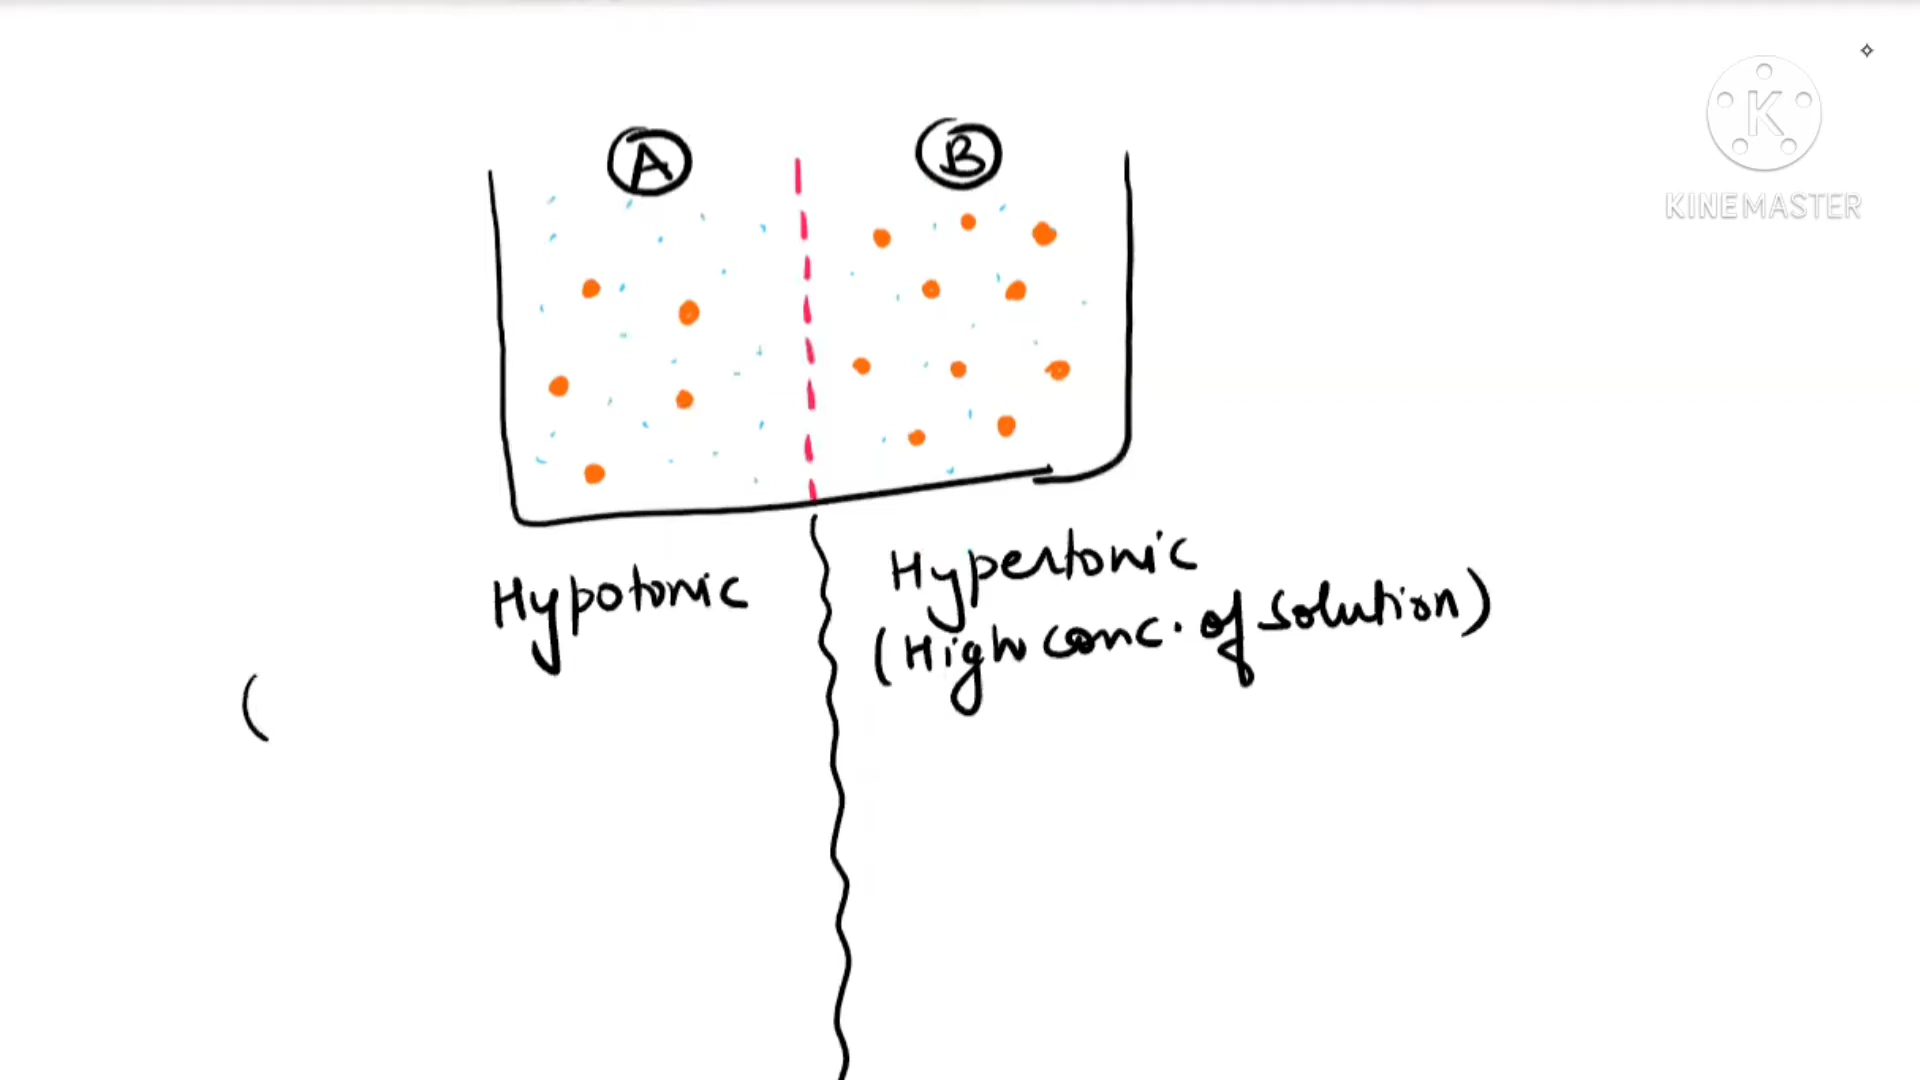 A
B
K
KINEMASTER
Hypotonic
Hypertonic
(High conc. of solution)
(